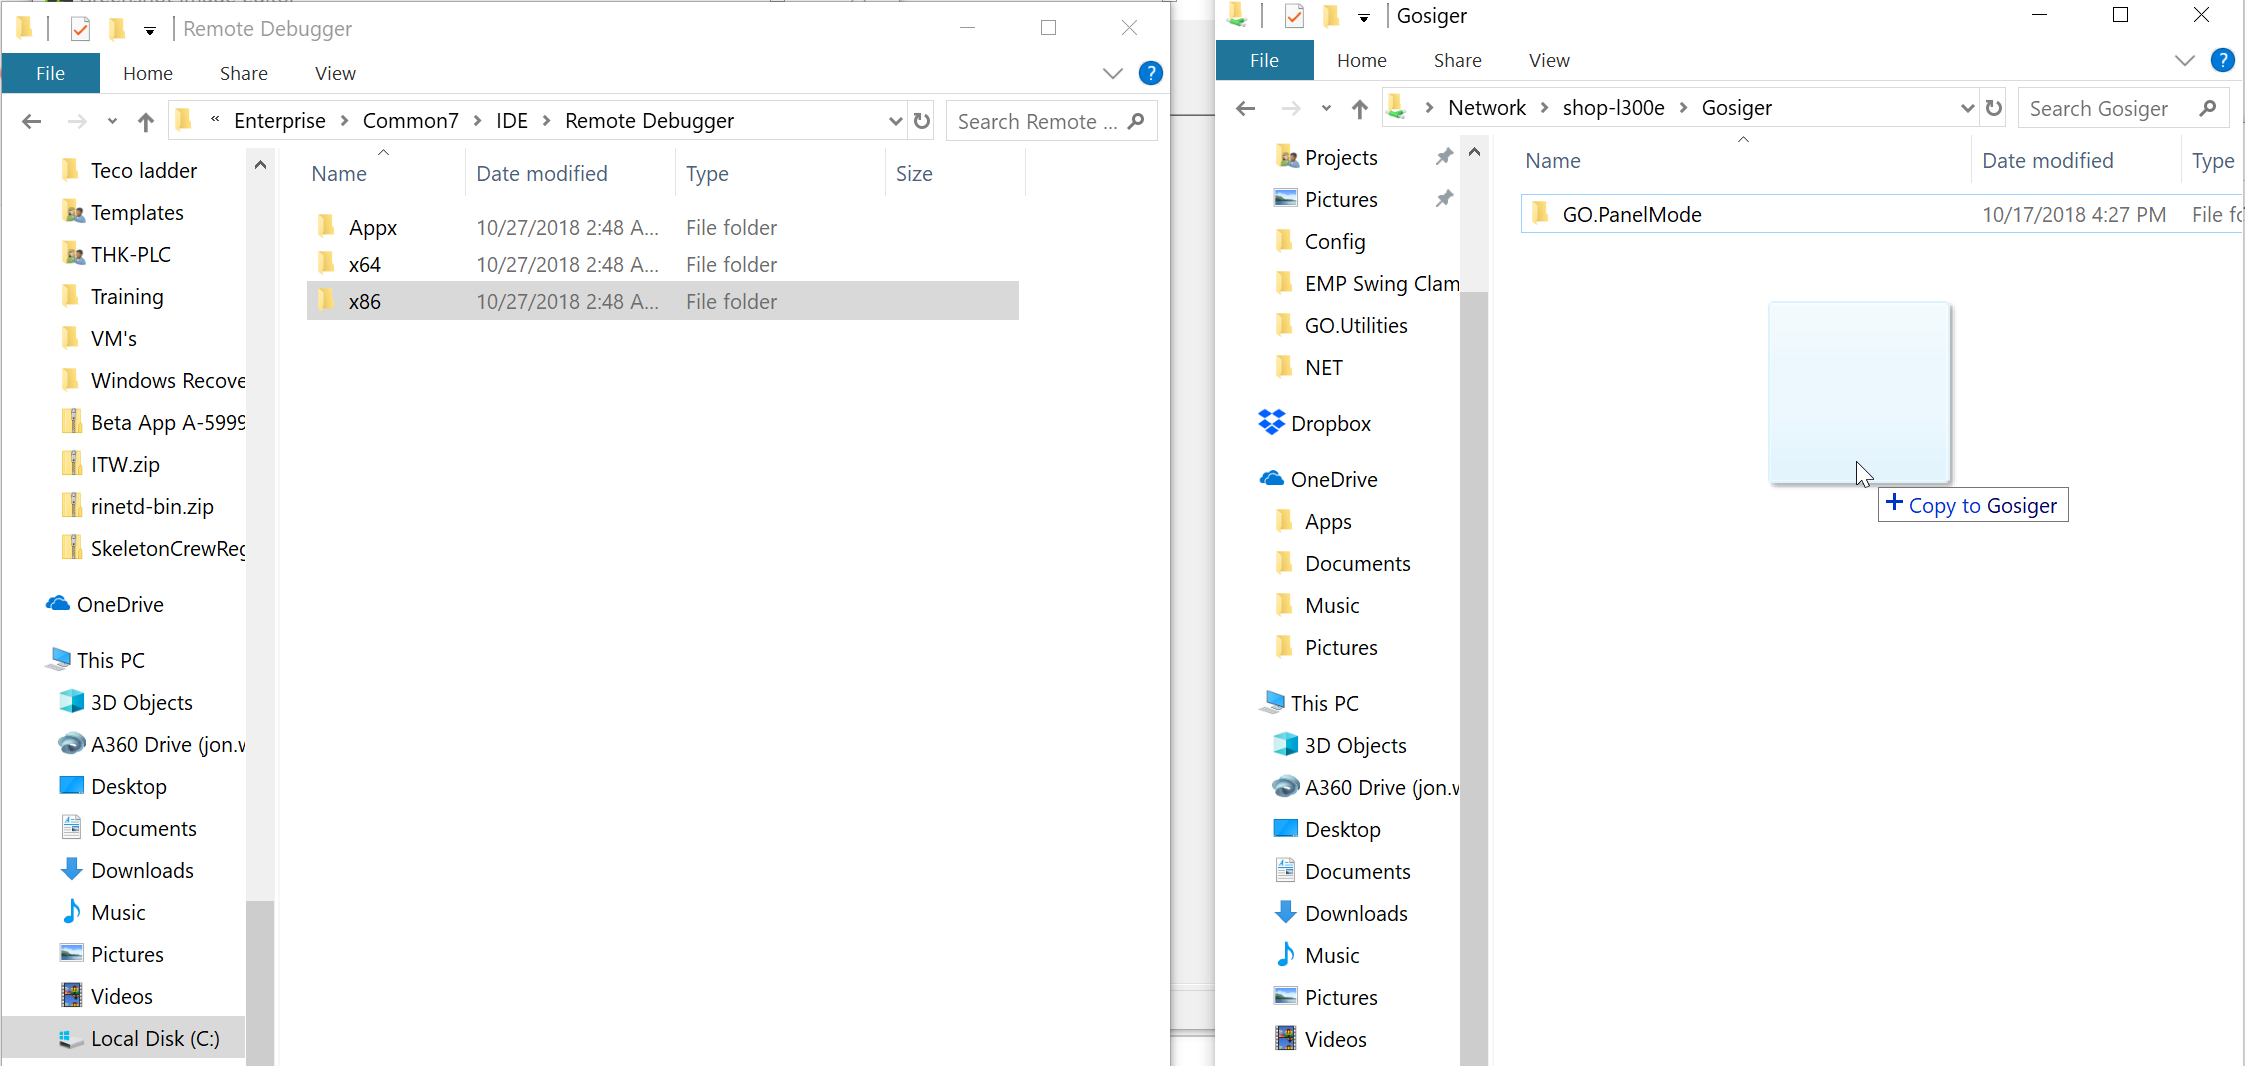 Remote Debugger
File Home Share View
« Enterprise > Common7 > IDE > Remote Debugger
Search Remote ...
Teco ladder
Templates
THK-PLC
Training
VM's
Windows Recove
Beta App A-5999
ITW.zip
rinetd-bin.zip
SkeletonCrewReg
OneDrive
This PC
3D Objects
A360 Drive (jon.w
Desktop
Documents
Downloads
Music
Pictures
Videos
Local Disk (C:)
Name Date modified Type Size
Appx 10/27/2018 2:48 A... File folder
x64 10/27/2018 2:48 A... File folder
x86 10/27/2018 2:48 A... File folder
Gosiger
File Home Share View
> Network > shop-l300e > Gosiger
Search Gosiger
Projects
Pictures
Config
EMP Swing Clam
GO.Utilities
NET
Dropbox
OneDrive
Apps
Documents
Music
Pictures
This PC
3D Objects
A360 Drive (jon.w
Desktop
Documents
Downloads
Music
Pictures
Videos
Name Date modified Type
GO.PanelMode 10/17/2018 4:27 PM File fo
+ Copy to Gosiger